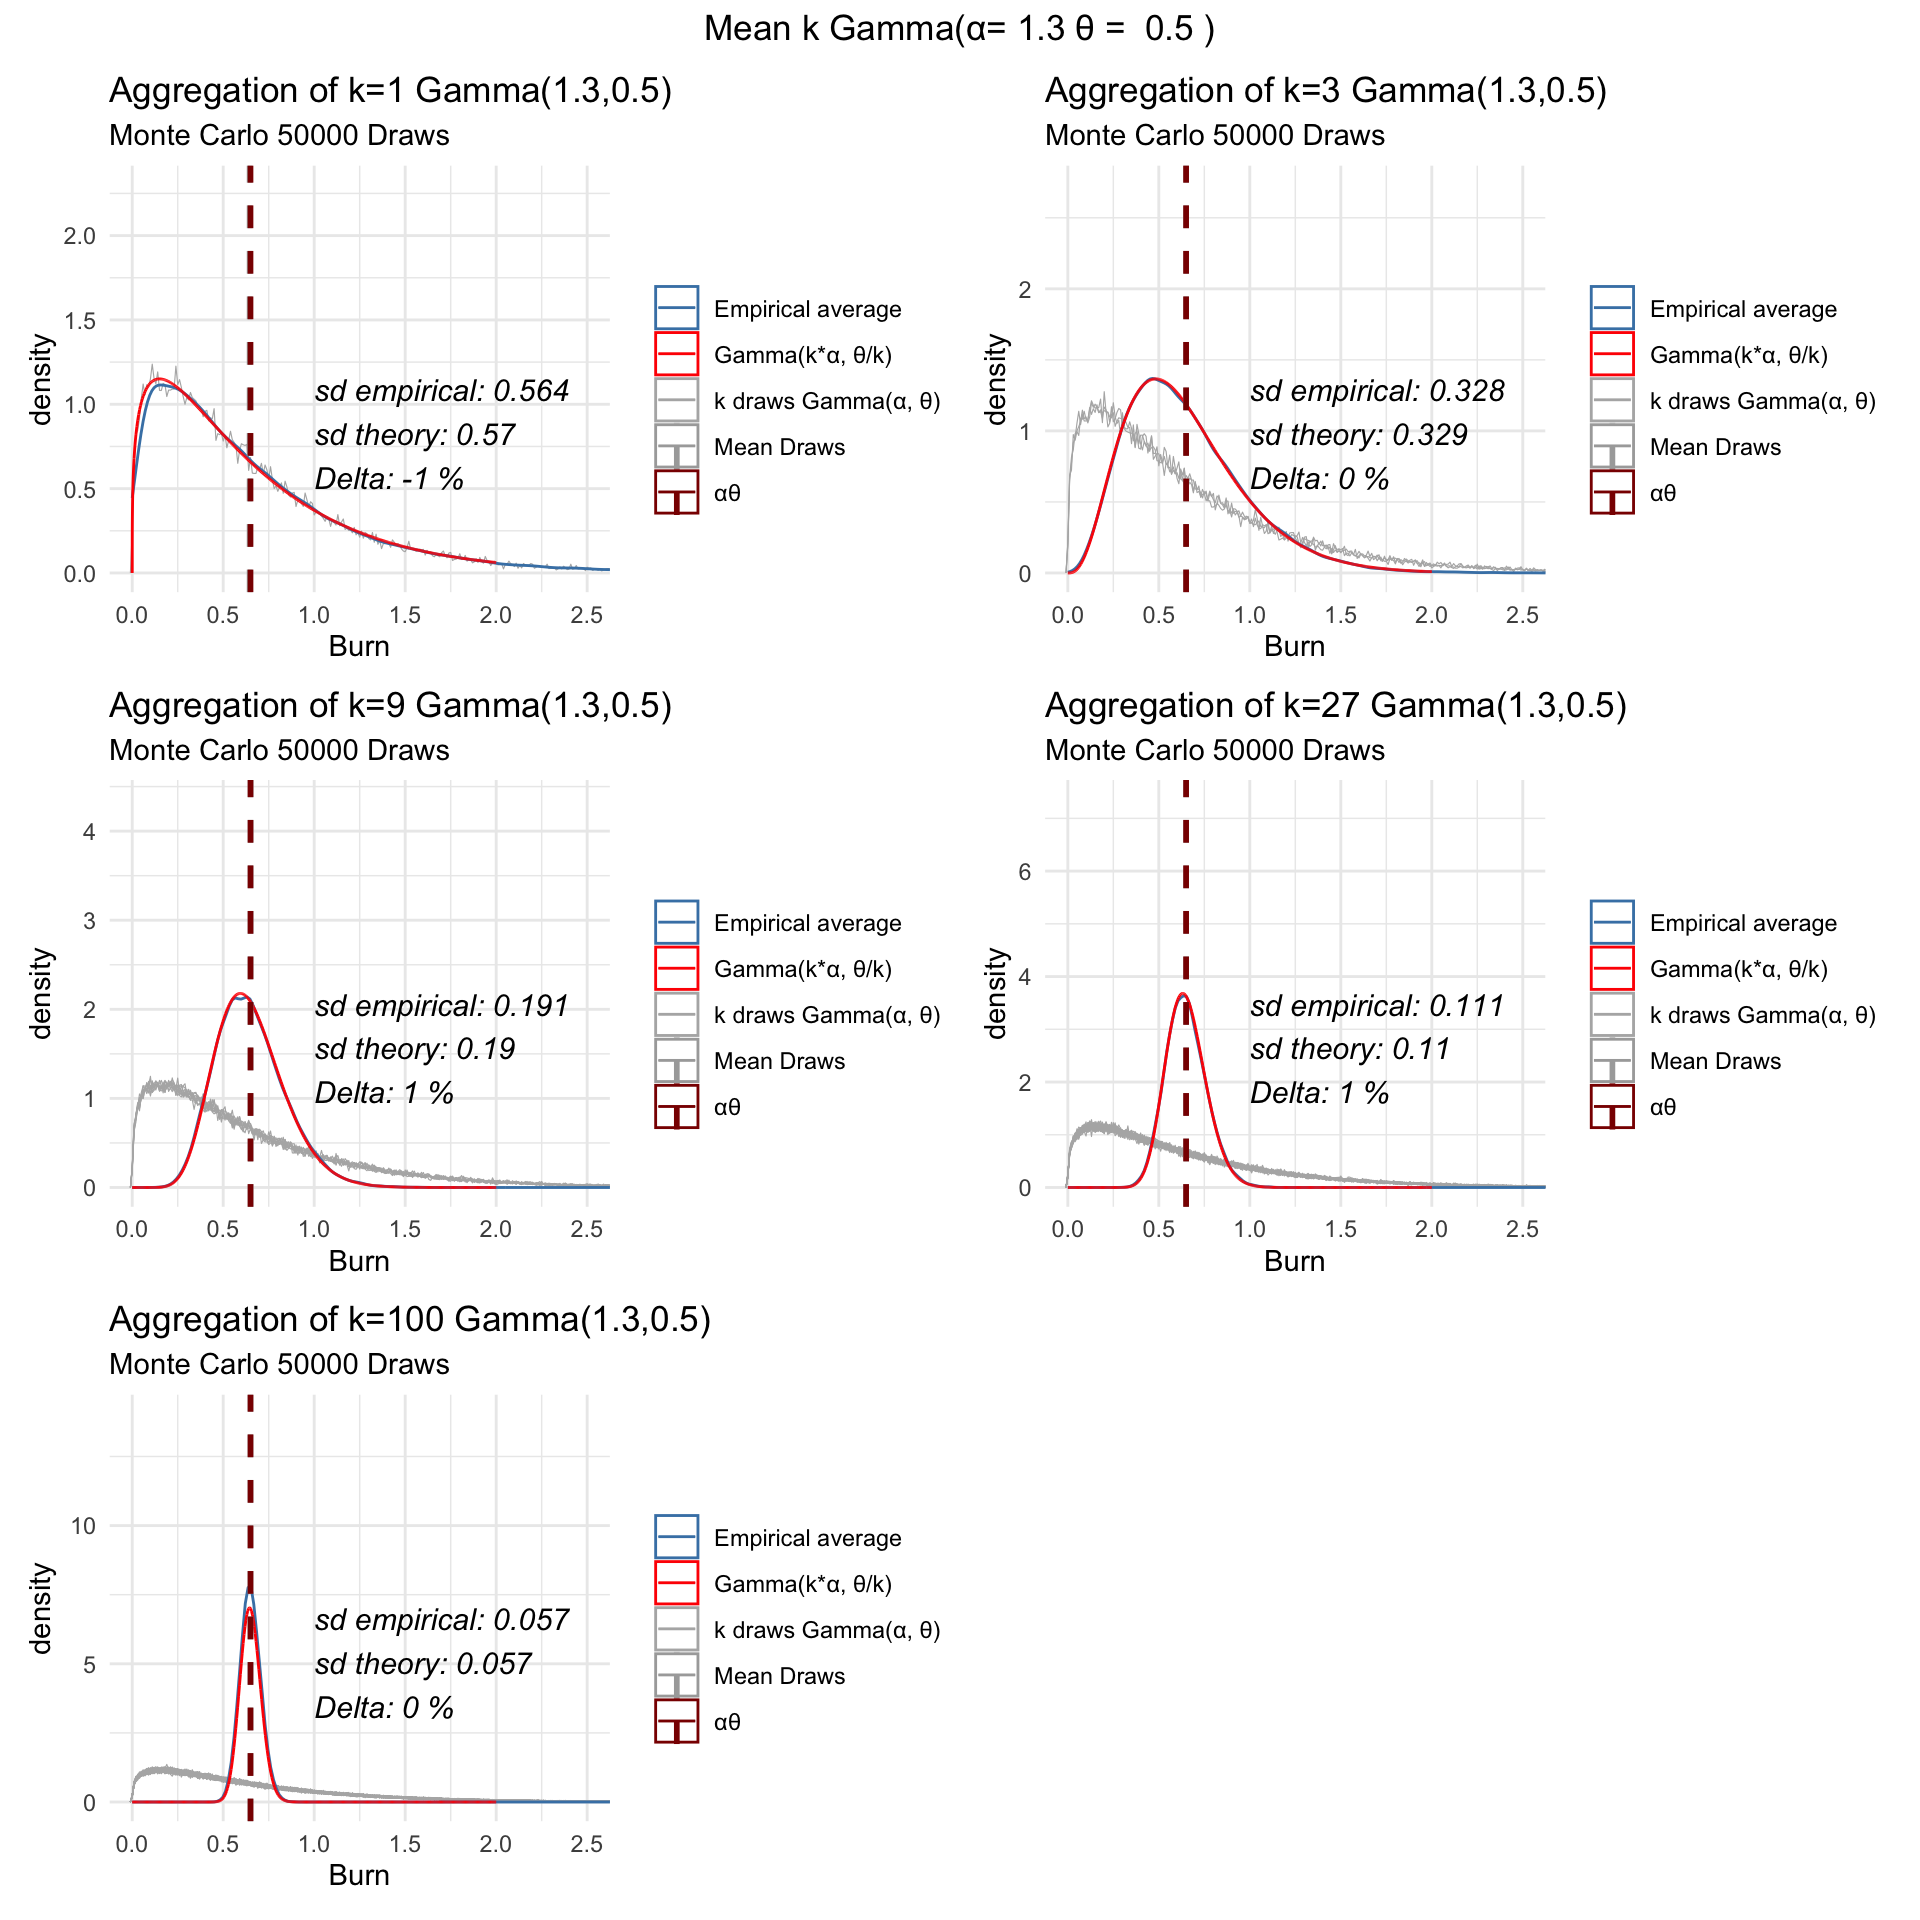 Mean k Gamma(α= 1.3 θ =  0.5 )
Aggregation of k=1 Gamma(1.3,0.5)
Monte Carlo 50000 Draws
density
2.0
1.5
1.0
0.5
0.0
sd empirical: 0.564
sd theory: 0.57
Delta: -1 %
0.0 0.5 1.0 1.5 2.0 2.5
Burn
Empirical average
Gamma(k*α, θ/k)
k draws Gamma(α, θ)
Mean Draws
αθ
Aggregation of k=3 Gamma(1.3,0.5)
Monte Carlo 50000 Draws
density
2
1
0
sd empirical: 0.328
sd theory: 0.329
Delta: 0 %
0.0 0.5 1.0 1.5 2.0 2.5
Burn
Empirical average
Gamma(k*α, θ/k)
k draws Gamma(α, θ)
Mean Draws
αθ
Aggregation of k=9 Gamma(1.3,0.5)
Monte Carlo 50000 Draws
density
4
3
2
1
0
sd empirical: 0.191
sd theory: 0.19
Delta: 1 %
0.0 0.5 1.0 1.5 2.0 2.5
Burn
Empirical average
Gamma(k*α, θ/k)
k draws Gamma(α, θ)
Mean Draws
αθ
Aggregation of k=27 Gamma(1.3,0.5)
Monte Carlo 50000 Draws
density
6
4
2
0
sd empirical: 0.111
sd theory: 0.11
Delta: 1 %
0.0 0.5 1.0 1.5 2.0 2.5
Burn
Empirical average
Gamma(k*α, θ/k)
k draws Gamma(α, θ)
Mean Draws
αθ
Aggregation of k=100 Gamma(1.3,0.5)
Monte Carlo 50000 Draws
density
10
5
0
sd empirical: 0.057
sd theory: 0.057
Delta: 0 %
0.0 0.5 1.0 1.5 2.0 2.5
Burn
Empirical average
Gamma(k*α, θ/k)
k draws Gamma(α, θ)
Mean Draws
αθ